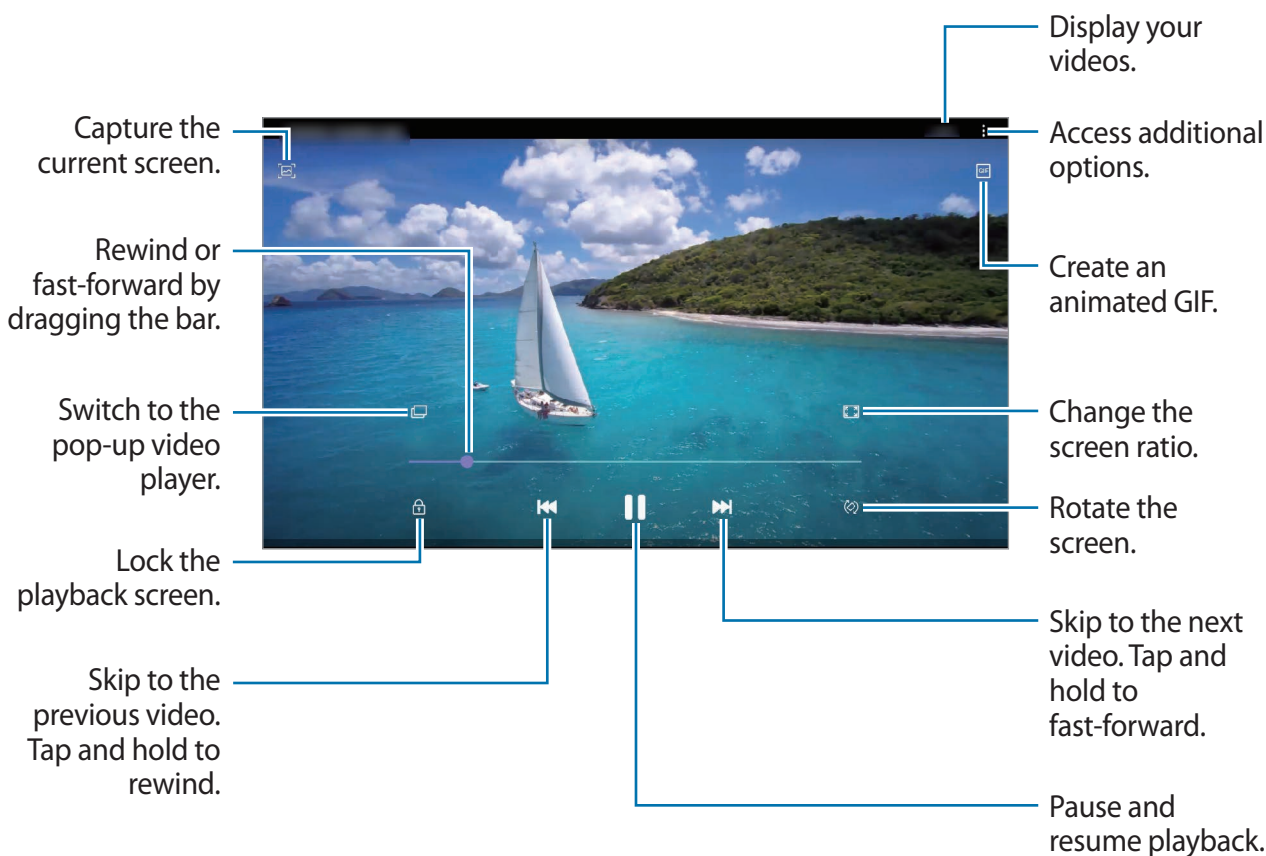 Display your
videos.
Capture the
current screen.
Access additional
options.
GIF
Rewind or
fast-forward by
dragging the bar.
Create an
animated GIF.
Switch to the
pop-up video
player.
Change the
screen ratio.
Lock the
playback screen.
Rotate the
screen.
Skip to the
previous video.
Tap and hold to
rewind.
Skip to the next
video. Tap and
hold to
fast-forward.
Pause and
resume playback.